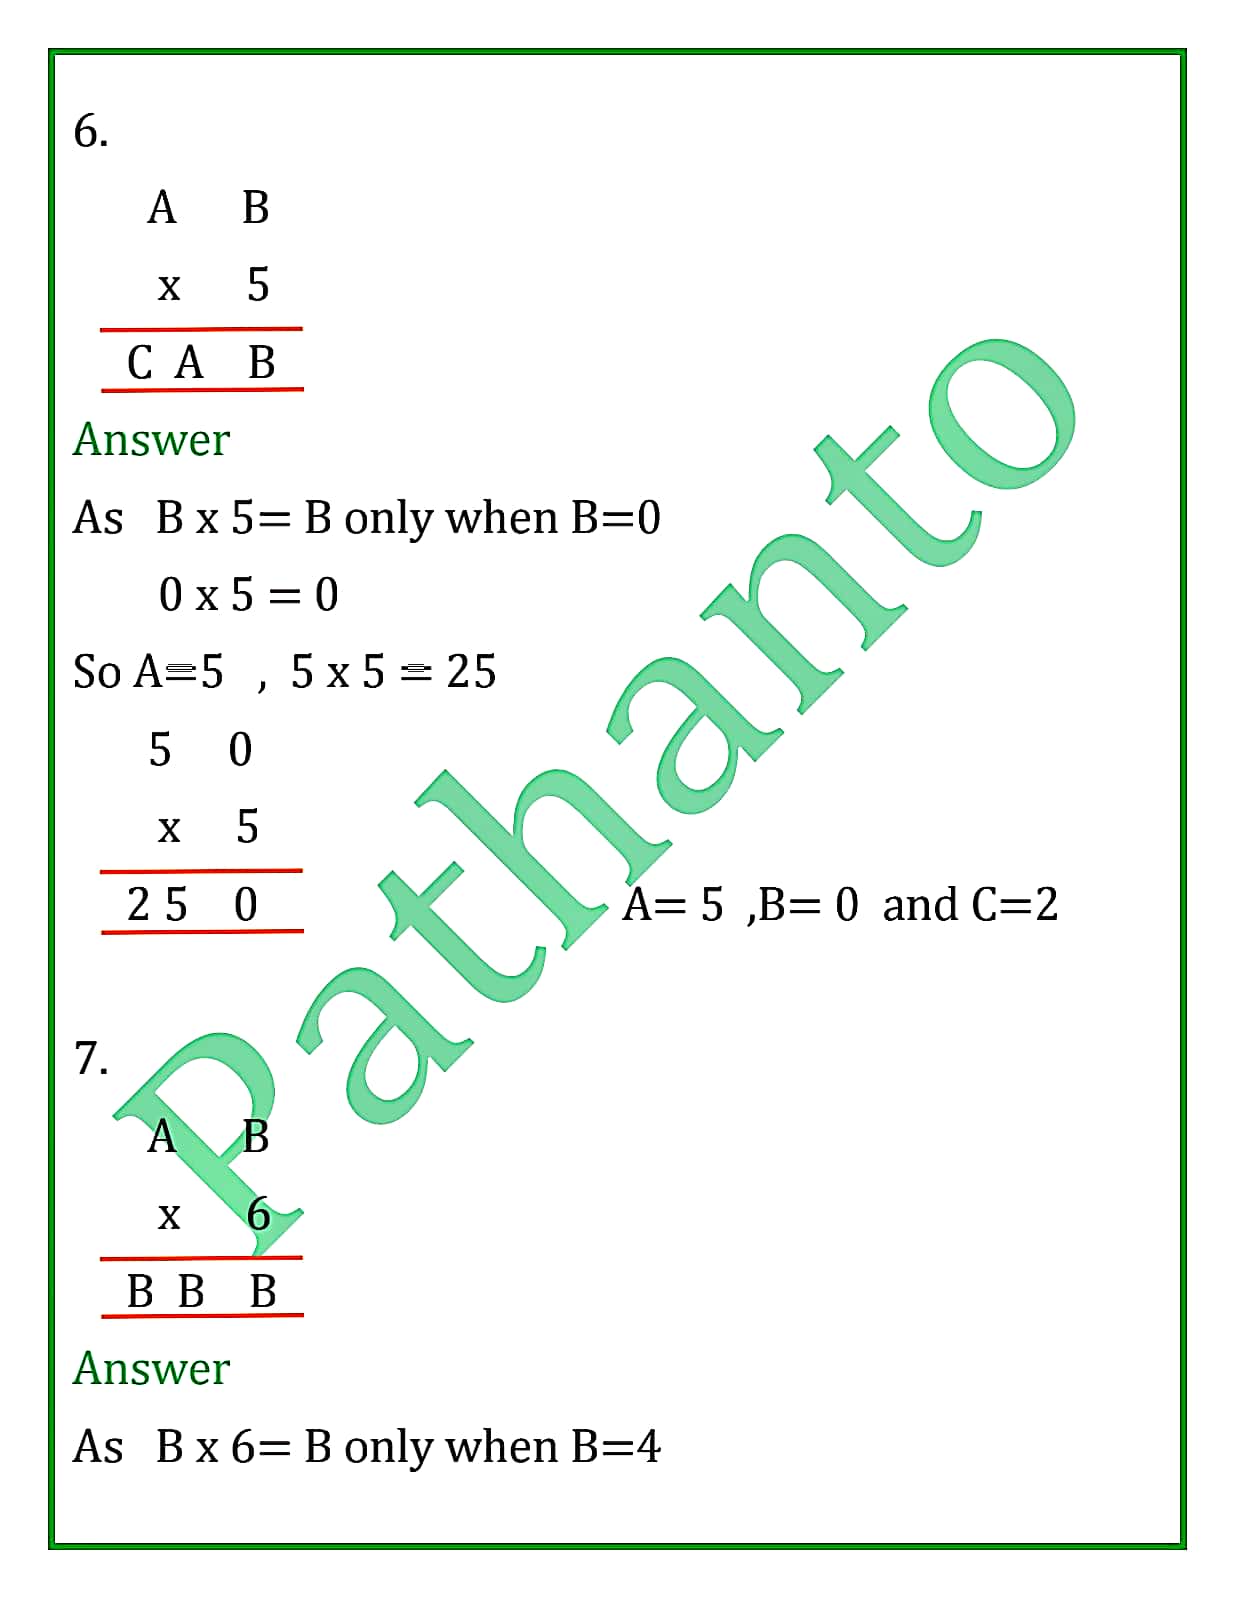 6.
A B
x 5
C A B
Answer
As B x 5= B only when B=0
0 x 5 = 0
So A=5 , 5 x 5 = 25
5 0
x 5
2 5 0 A= 5 ,B= 0 and C=2
7.
A B
x 6
B B B
Answer
As B x 6= B only when B=4
Pathanto